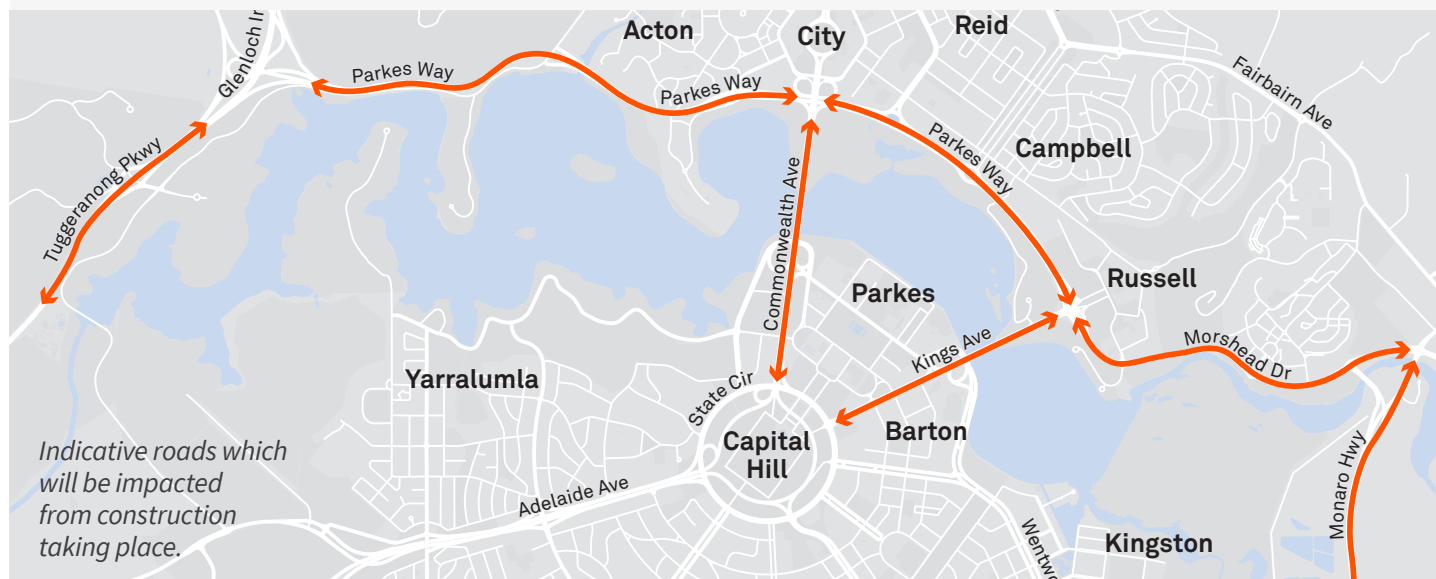 Acton
City
Reid
Glenloch In
Parkes Way
Parkes Way
Fairbairn Ave
Parkes Way
Campbell
Tuggeranong Pkwy
Commonwealth Ave
Parkes
Russell
Kings Ave
Morshead Dr
Yarralumla
State Cir
Capital
Hill
Barton
Indicative roads which
will be impacted
from construction
taking place.
Adelaide Ave
Monaro Hwy
Wentwo
Kingston